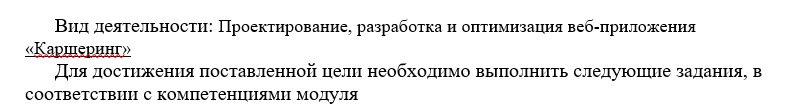 Вид деятельности: Проектирование, разработка и оптимизация веб-приложения
«Каршеринг»
Для достижения поставленной цели необходимо выполнить следующие задания, в
соответствии с компетенциями модуля